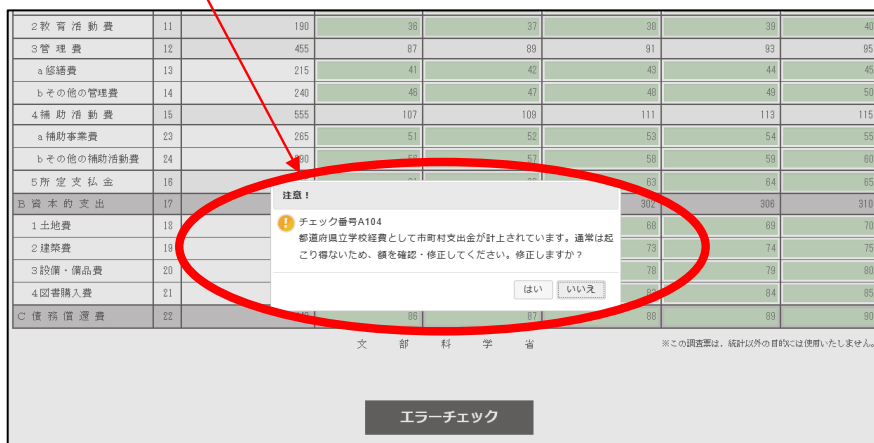 2教育活動費 11 190 36 37 38 39 40
3管理費 12 455 87 89 91 93 95
a修繕費 13 215 41 42 43 44 45
bその他の管理費 14 240 46 47 48 49 50
4補助活動費 15 555 107 109 111 113 115
a補助事業費 23 265 51 52 53 54 55
bその他の補助活動費 24 57 58 59 60
5所定支払金 16 63 64 65
B資本的支出 17 302 306 310
1土地費 18 68 69 70
2建築費 19 73 74 75
3設備・備品費 20 78 79 80
4図書購入費 21 84 85
C債務償還費 22 86 87 88 89 90
注意！
チェック番号A104
都道府県立学校経費として市町村支出金が計上されています。通常は起
こり得ないため、額を確認・修正してください。修正しますか？
はい いいえ
文部科学省
※この調査票は、統計以外の目的には使用いたしません。
エラーチェック